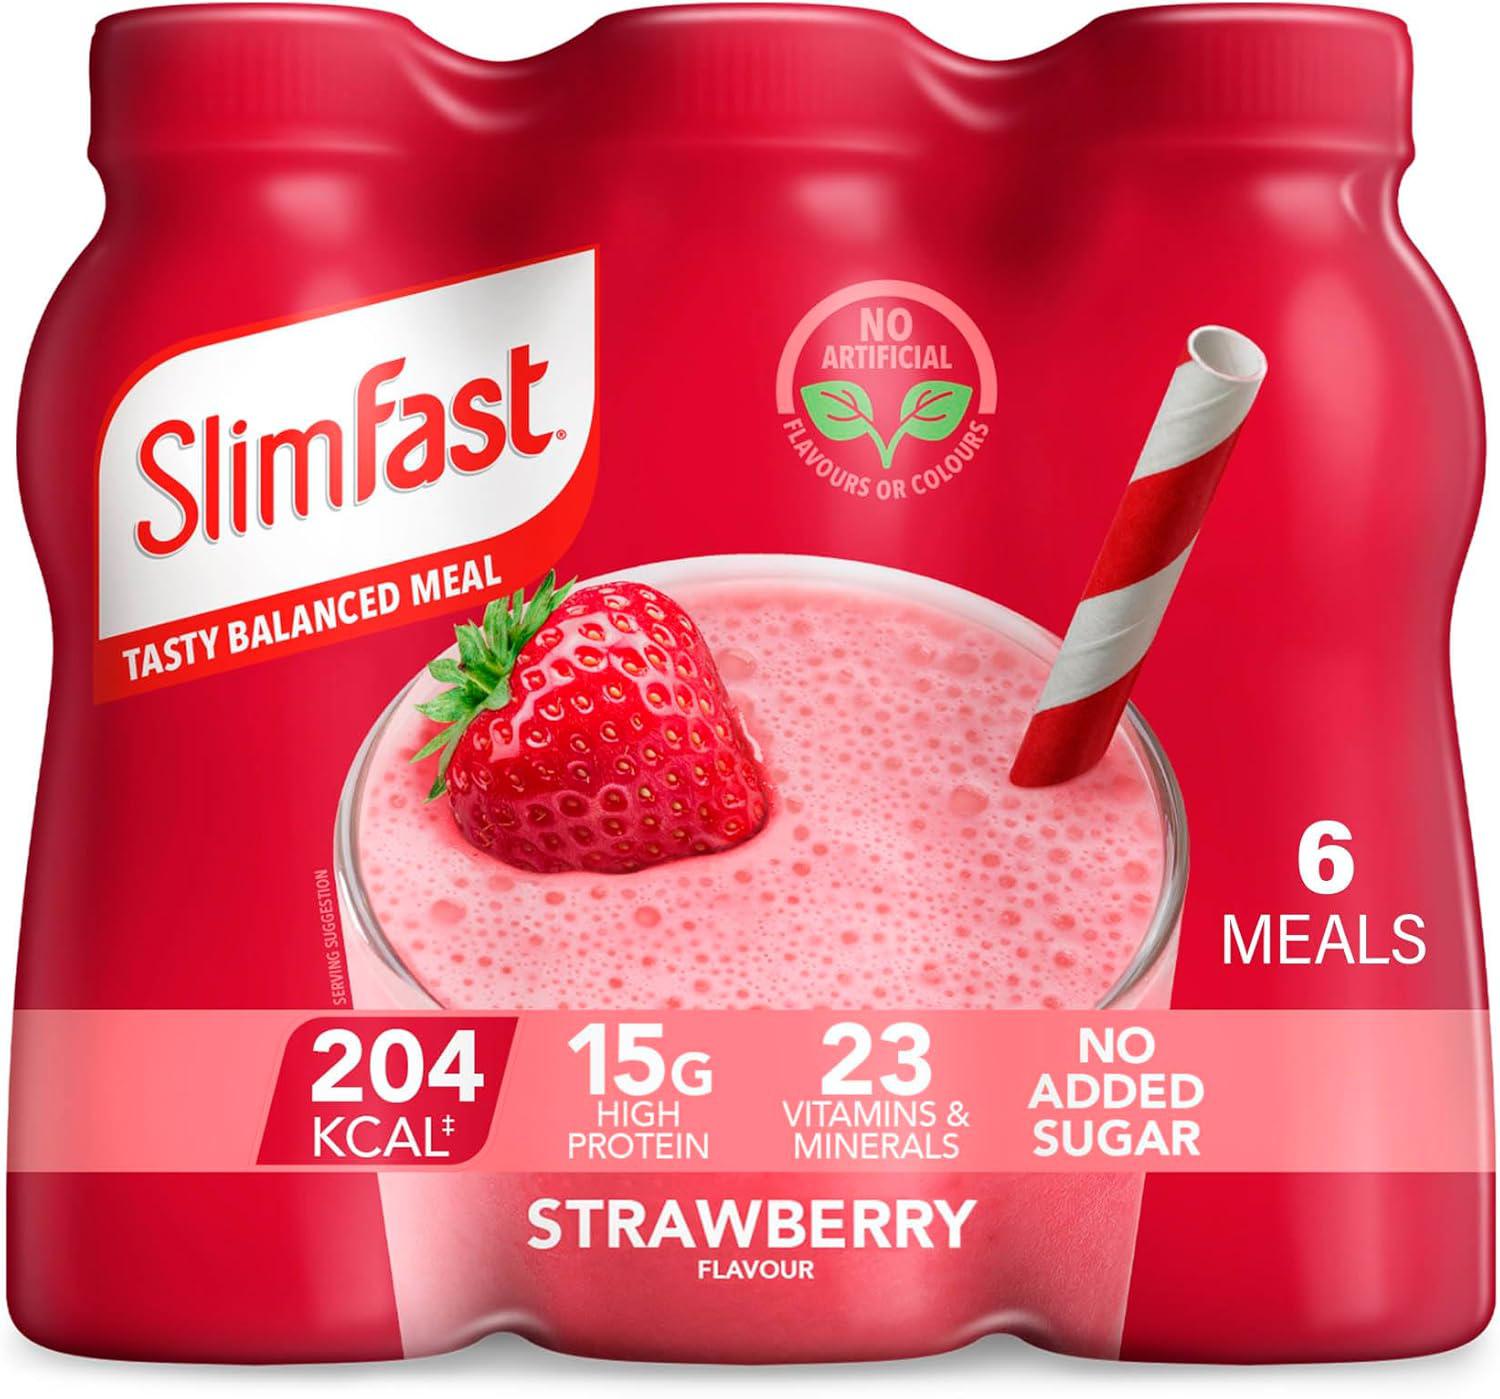 SlimFast®
TASTY BALANCED MEAL
NO
ARTIFICIAL
FLAVOURS OR COLOURS
6
MEALS
SERVING SUGGESTION
204
KCAL‡
15G
HIGH
PROTEIN
23
VITAMINS &
MINERALS
NO
ADDED
SUGAR
STRAWBERRY
FLAVOUR